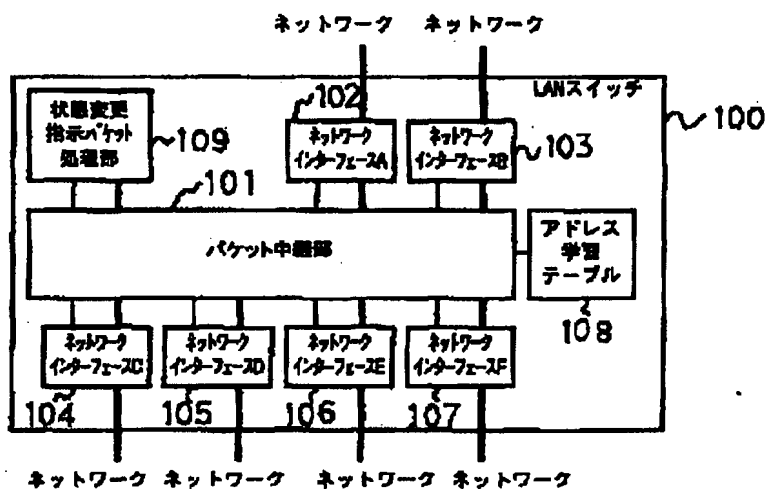 ネットワーク ネットワーク
LANスイッチ
100
状態変更
指示パケット
処理部
109
102
ネットワーク
インターフェースA
ネットワーク
インターフェースB
103
101
パケット中継部
アドレス
学習
テーブル
108
ネットワーク
インターフェースC
ネットワーク
インターフェースD
ネットワーク
インターフェースE
ネットワーク
インターフェースF
104
105
106
107
ネットワーク ネットワーク ネットワーク ネットワーク